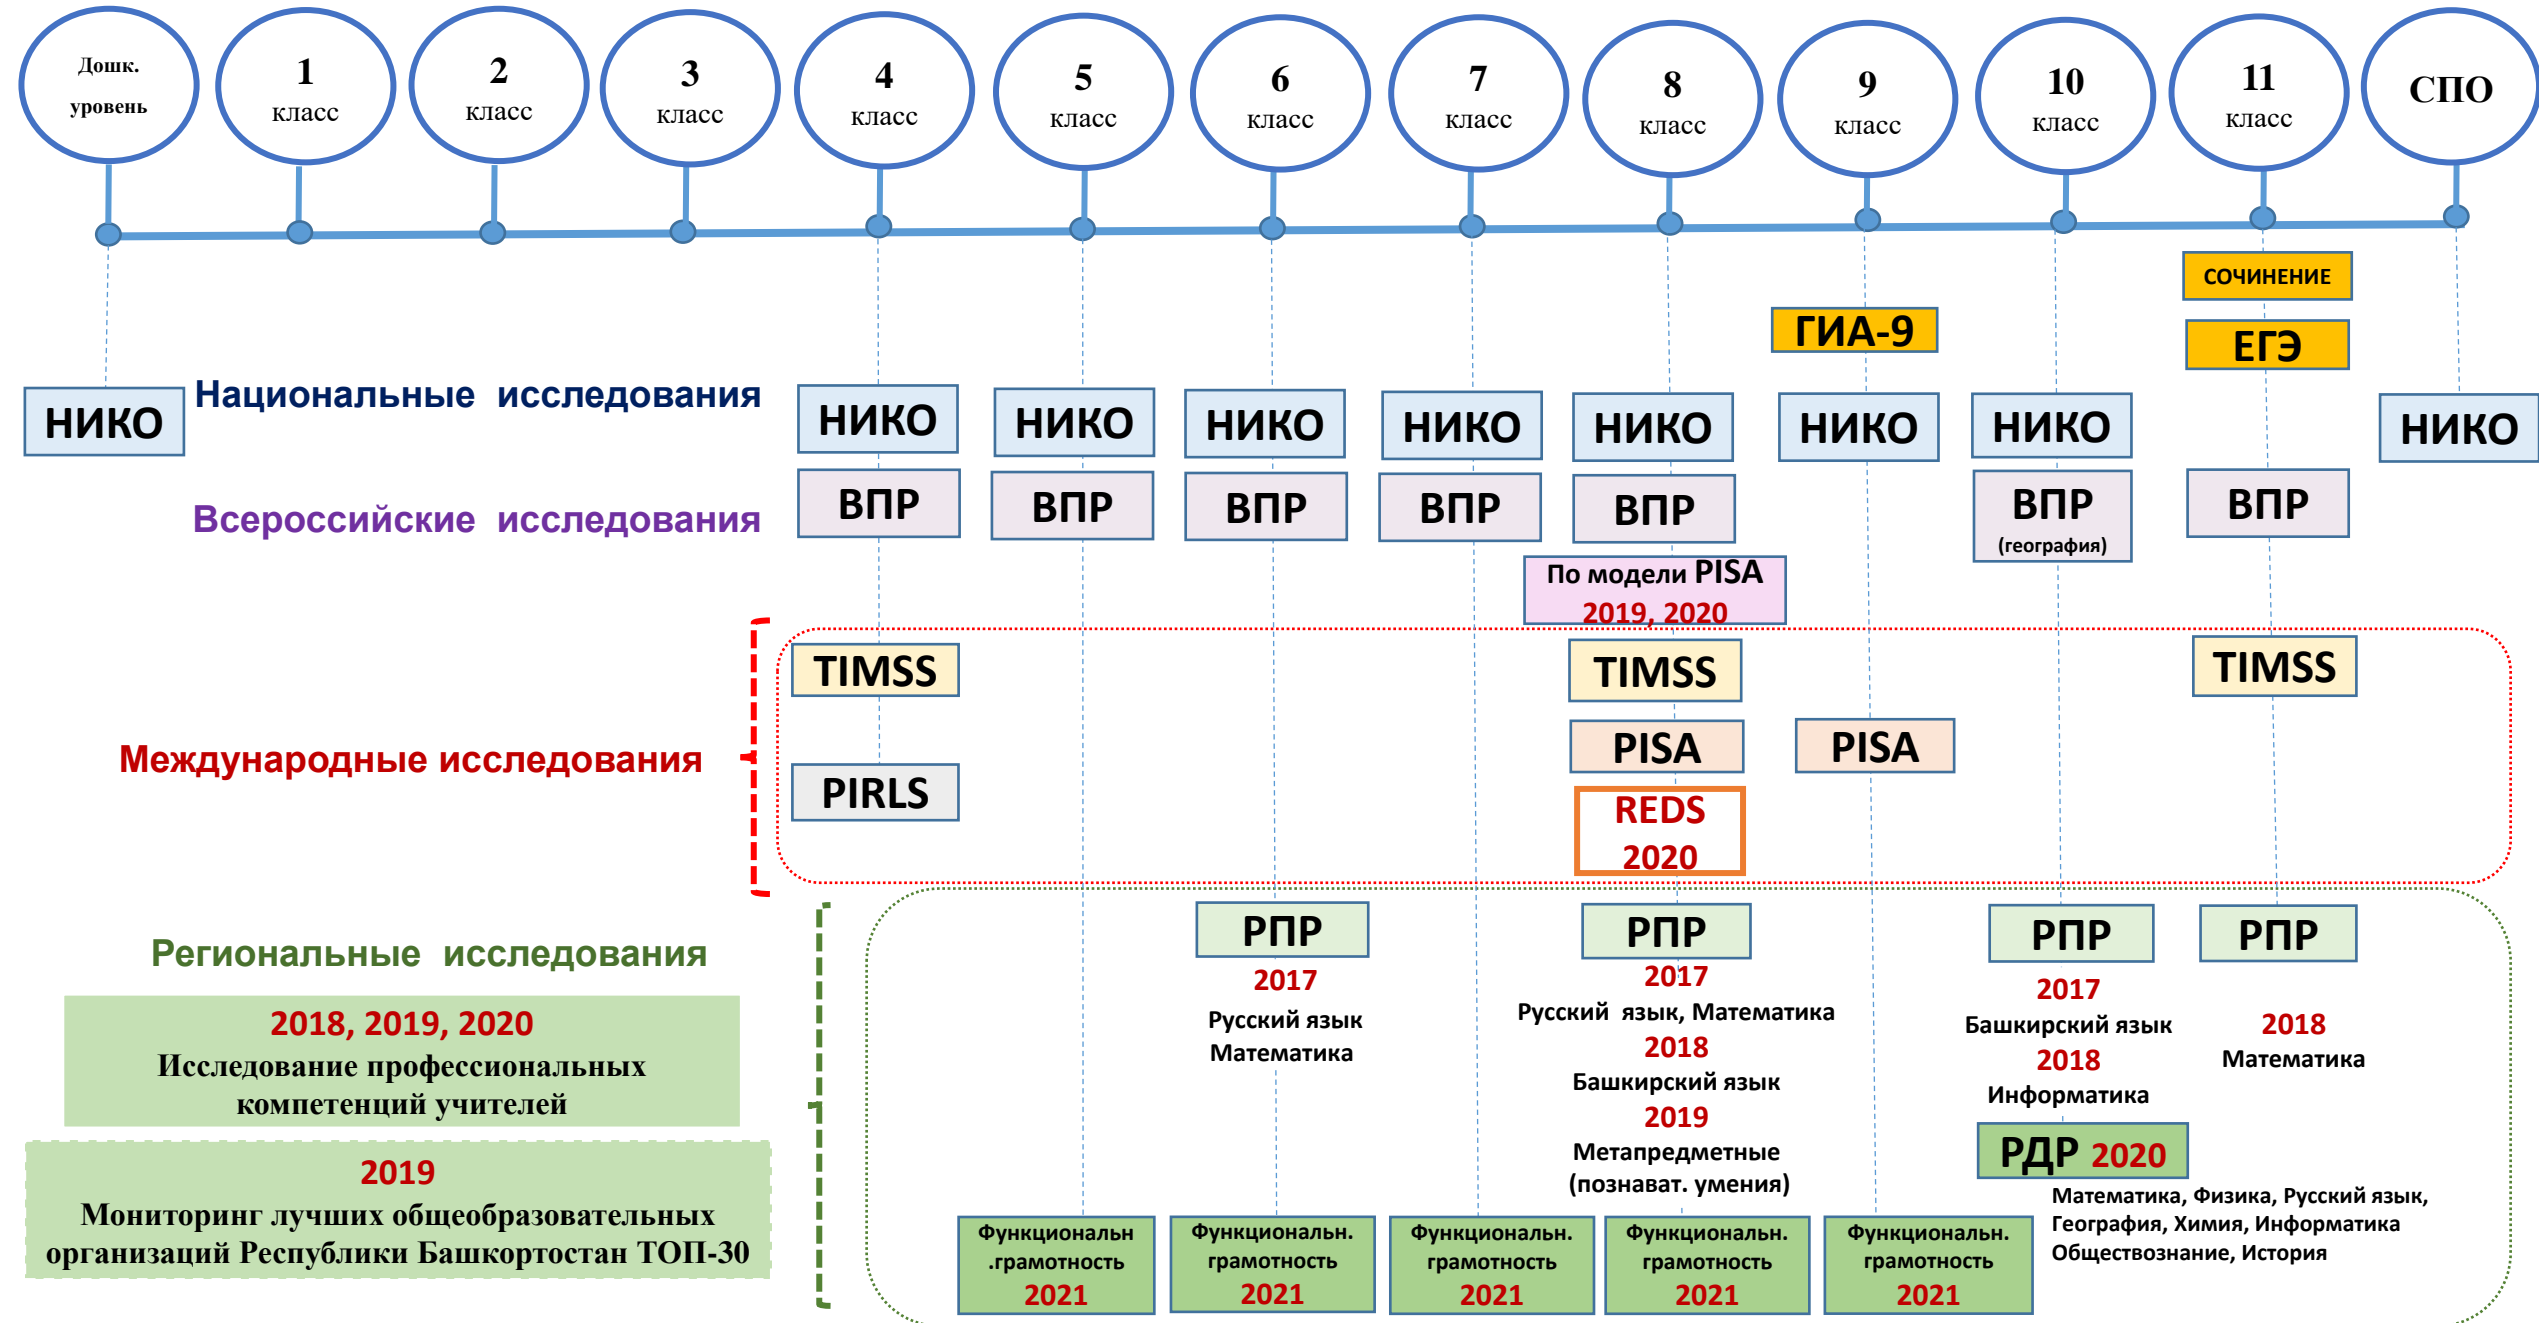 Дошк.
уровень
1
класс
2
класс
3
класс
4
класс
5
класс
6
класс
7
класс
8
класс
9
класс
10
класс
11
класс
СПО
СОЧИНЕНИЕ
ГИА-9
ЕГЭ
Национальные исследования
НИКО
НИКО
НИКО
НИКО
НИКО
НИКО
НИКО
НИКО
НИКО
Всероссийские исследования
ВПР
ВПР
ВПР
ВПР
ВПР
ВПР
(география)
ВПР
По модели PISA
2019, 2020
Международные исследования
TIMSS
TIMSS
TIMSS
PISA
PISA
PIRLS
REDS
2020
Региональные исследования
2018, 2019, 2020
Исследование профессиональных
компетенций учителей
2019
Мониторинг лучших общеобразовательных
организаций Республики Башкортостан ТОП-30
РПР
2017
Русский язык
Математика
РПР
2017
Русский язык, Математика
2018
Башкирский язык
2019
Метапредметные
(познават. умения)
РПР
2017
Башкирский язык
2018
Информатика
РДР 2020
Математика, Физика, Русский язык,
География, Химия, Информатика
Обществознание, История
РПР
2018
Математика
Функциональн
.грамотность
2021
Функциональн.
грамотность
2021
Функциональн.
грамотность
2021
Функциональн.
грамотность
2021
Функциональн.
грамотность
2021